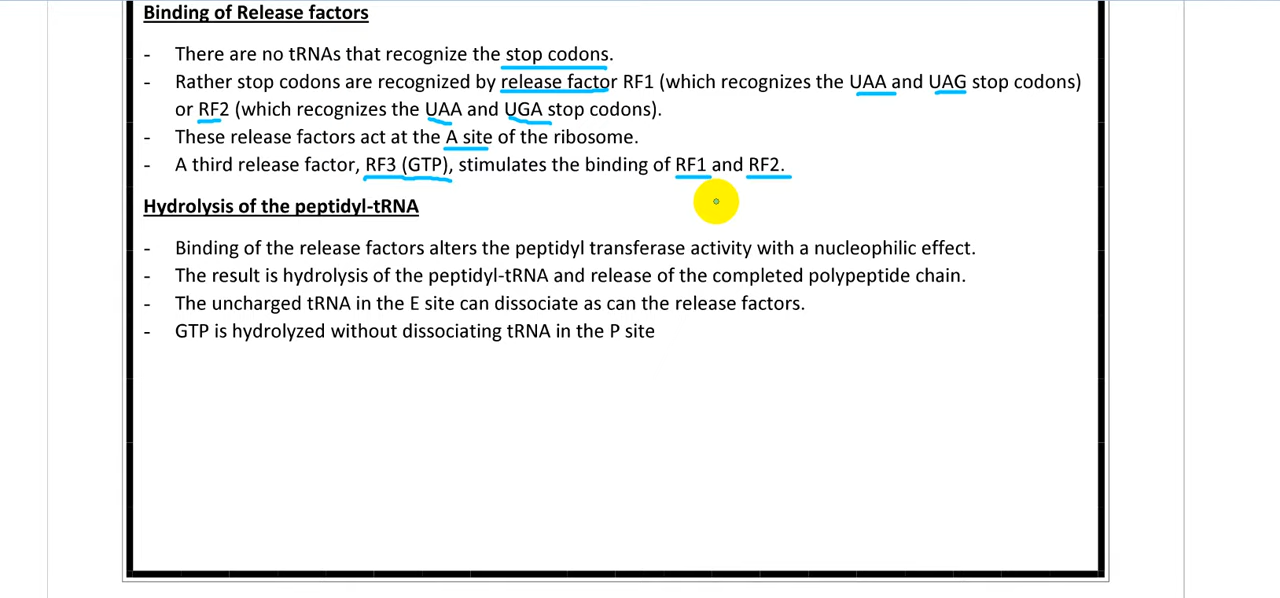 Binding of Release factors
- There are no tRNAs that recognize the stop codons.
- Rather stop codons are recognized by release factor RF1 (which recognizes the UAA and UAG stop codons)
or RF2 (which recognizes the UAA and UGA stop codons).
- These release factors act at the A site of the ribosome.
- A third release factor, RF3 (GTP), stimulates the binding of RF1 and RF2.
Hydrolysis of the peptidyl-tRNA
- Binding of the release factors alters the peptidyl transferase activity with a nucleophilic effect.
- The result is hydrolysis of the peptidyl-tRNA and release of the completed polypeptide chain.
- The uncharged tRNA in the E site can dissociate as can the release factors.
- GTP is hydrolyzed without dissociating tRNA in the P site